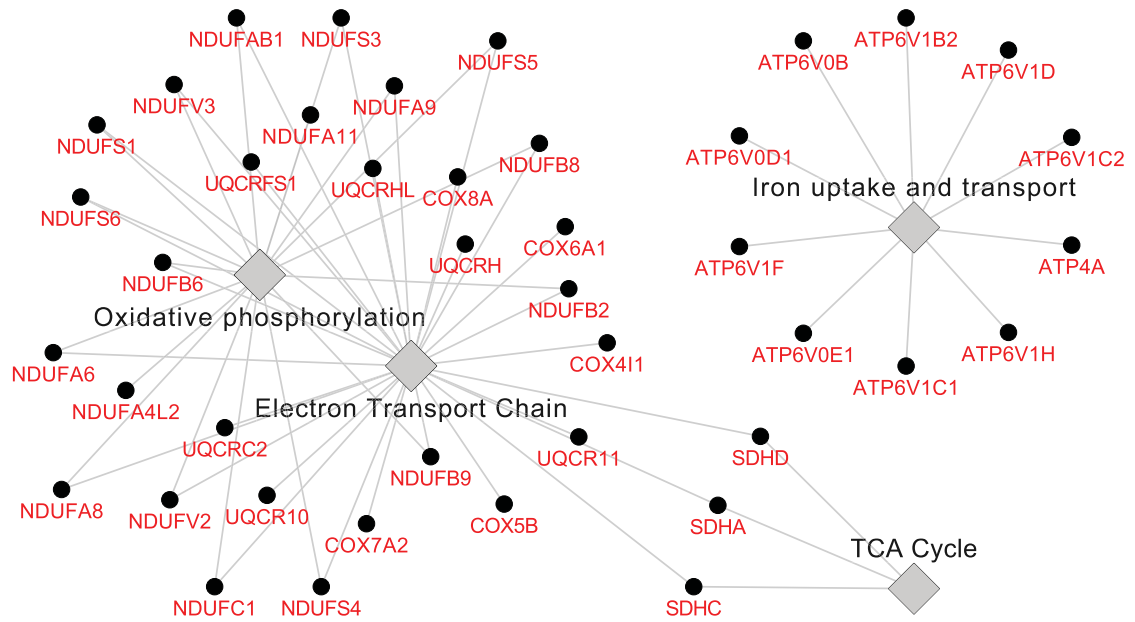 NDUFAB1
NDUFS3
ATP6V1B2
NDUFS5
ATP6V0B
ATP6V1D
NDUFV3
NDUFA9
NDUFA11
NDUFS1
NDUFB8
ATP6V0D1
ATP6V1C2
UQCRFS1
UQCRHL
COX8A
Iron uptake and transport
NDUFS6
COX6A1
UQCRH
ATP6V1F
ATP4A
NDUFB6
NDUFB2
Oxidative phosphorylation
ATP6V0E1
ATP6V1H
COX4I1
NDUFA6
ATP6V1C1
NDUFA4L2
Electron Transport Chain
UQCRC2
UQCR11
SDHD
NDUFB9
NDUFA8
NDUFV2
UQCR10
COX5B
SDHA
COX7A2
TCA Cycle
NDUFC1
NDUFS4
SDHC